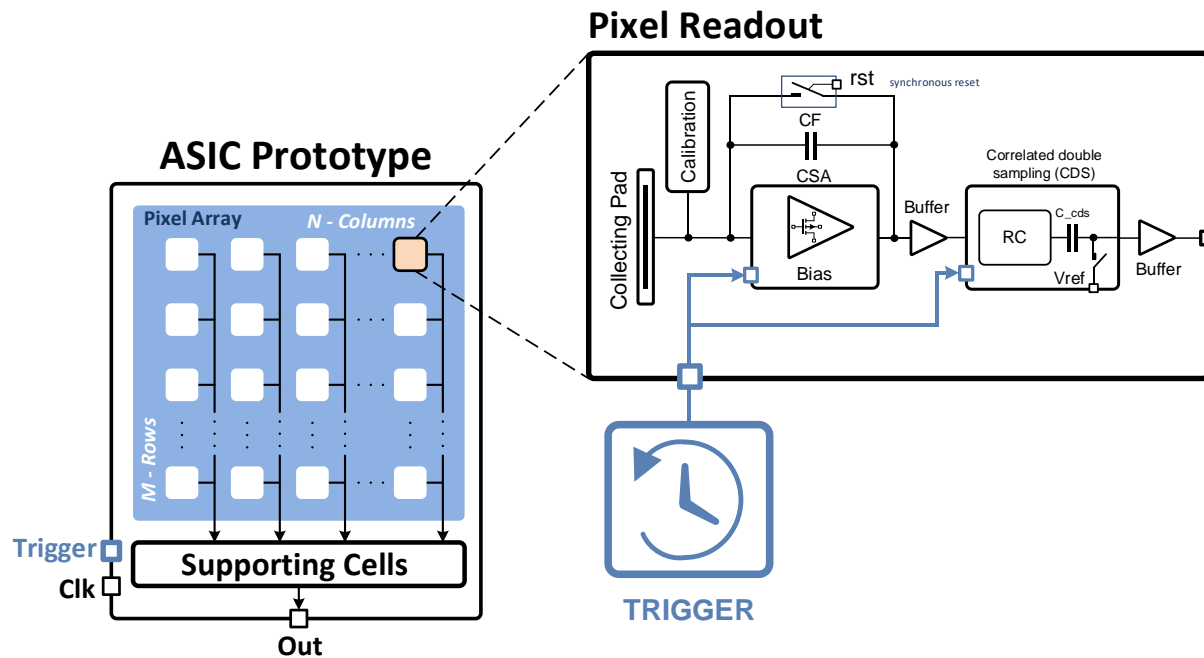 Pixel Readout
rst
synchronous reset
CF
Calibration
Collecting Pad
CSA
Bias
Buffer
Correlated double
sampling (CDS)
C_cds
RC
Vref
Buffer
ASIC Prototype
Pixel Array
N - Columns
M - Rows
Trigger
Clk
Supporting Cells
Out
TRIGGER